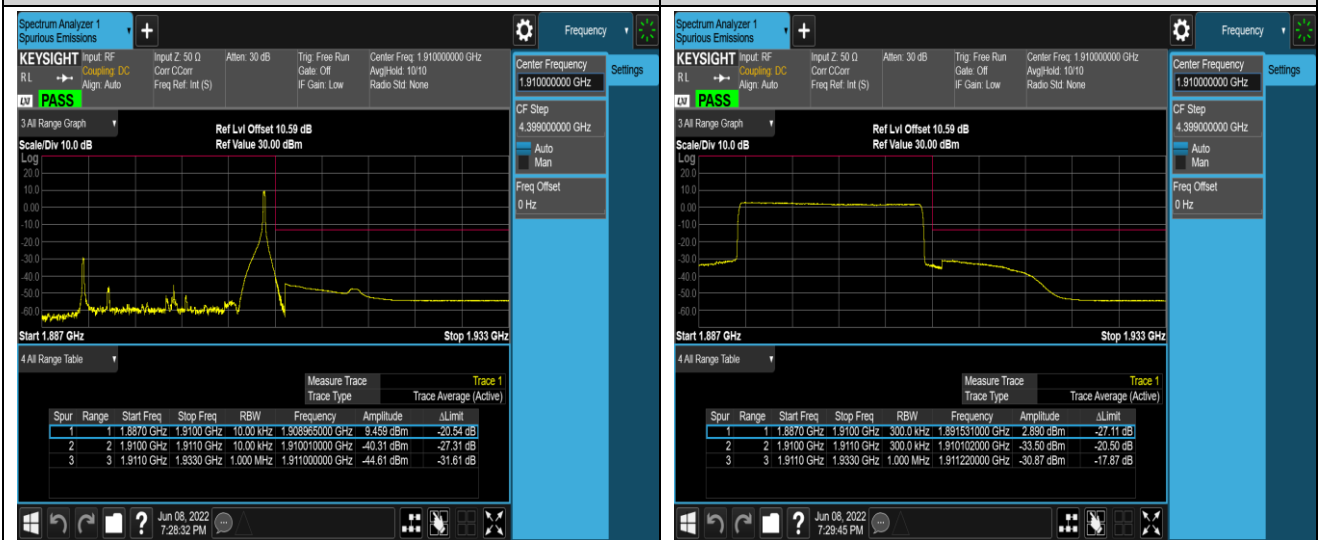 Spectrum Analyzer 1
Spurious Emissions
Frequency
KEYSIGHT Input: RF Input Z: 50 Ω Atten: 30 dB Trig: Free Run Center Freq: 1.910000000 GHz
RL Coupling: DC Corr CCorr Gate: Off Avg|Hold: 10/10
Align: Auto Freq Ref: Int (S) IF Gain: Low Radio Std: None
LXI PASS
Center Frequency
1.910000000 GHz
Settings
CF Step
4.399000000 GHz
Auto
Man
Freq Offset
0 Hz
3 All Range Graph
Ref Lvl Offset 10.59 dB
Scale/Div 10.0 dB Ref Value 30.00 dBm
Log
20.0
10.0
0.00
-10.0
-20.0
-30.0
-40.0
-50.0
-60.0
Start 1.887 GHz Stop 1.933 GHz
4 All Range Table
Measure Trace Trace 1
Trace Type Trace Average (Active)
Spur Range Start Freq Stop Freq RBW Frequency Amplitude ΔLimit
1 1 1.8870 GHz 1.9100 GHz 10.00 kHz 1.908965000 GHz 9.459 dBm -20.54 dB
2 2 1.9100 GHz 1.9110 GHz 10.00 kHz 1.910010000 GHz -40.31 dBm -27.31 dB
3 3 1.9110 GHz 1.9330 GHz 1.000 MHz 1.911000000 GHz -44.61 dBm -31.61 dB
Jun 08, 2022
7:28:32 PM
Spectrum Analyzer 1
Spurious Emissions
Frequency
KEYSIGHT Input: RF Input Z: 50 Ω Atten: 30 dB Trig: Free Run Center Freq: 1.910000000 GHz
RL Coupling: DC Corr CCorr Gate: Off Avg|Hold: 10/10
Align: Auto Freq Ref: Int (S) IF Gain: Low Radio Std: None
LXI PASS
Center Frequency
1.910000000 GHz
Settings
CF Step
4.399000000 GHz
Auto
Man
Freq Offset
0 Hz
3 All Range Graph
Ref Lvl Offset 10.59 dB
Scale/Div 10.0 dB Ref Value 30.00 dBm
Log
20.0
10.0
0.00
-10.0
-20.0
-30.0
-40.0
-50.0
-60.0
Start 1.887 GHz Stop 1.933 GHz
4 All Range Table
Measure Trace Trace 1
Trace Type Trace Average (Active)
Spur Range Start Freq Stop Freq RBW Frequency Amplitude ΔLimit
1 1 1.8870 GHz 1.9100 GHz 300.0 kHz 1.891531000 GHz 2.890 dBm -27.11 dB
2 2 1.9100 GHz 1.9110 GHz 300.0 kHz 1.910102000 GHz -33.50 dBm -20.50 dB
3 3 1.9110 GHz 1.9330 GHz 1.000 MHz 1.911220000 GHz -30.87 dBm -17.87 dB
Jun 08, 2022
7:29:45 PM